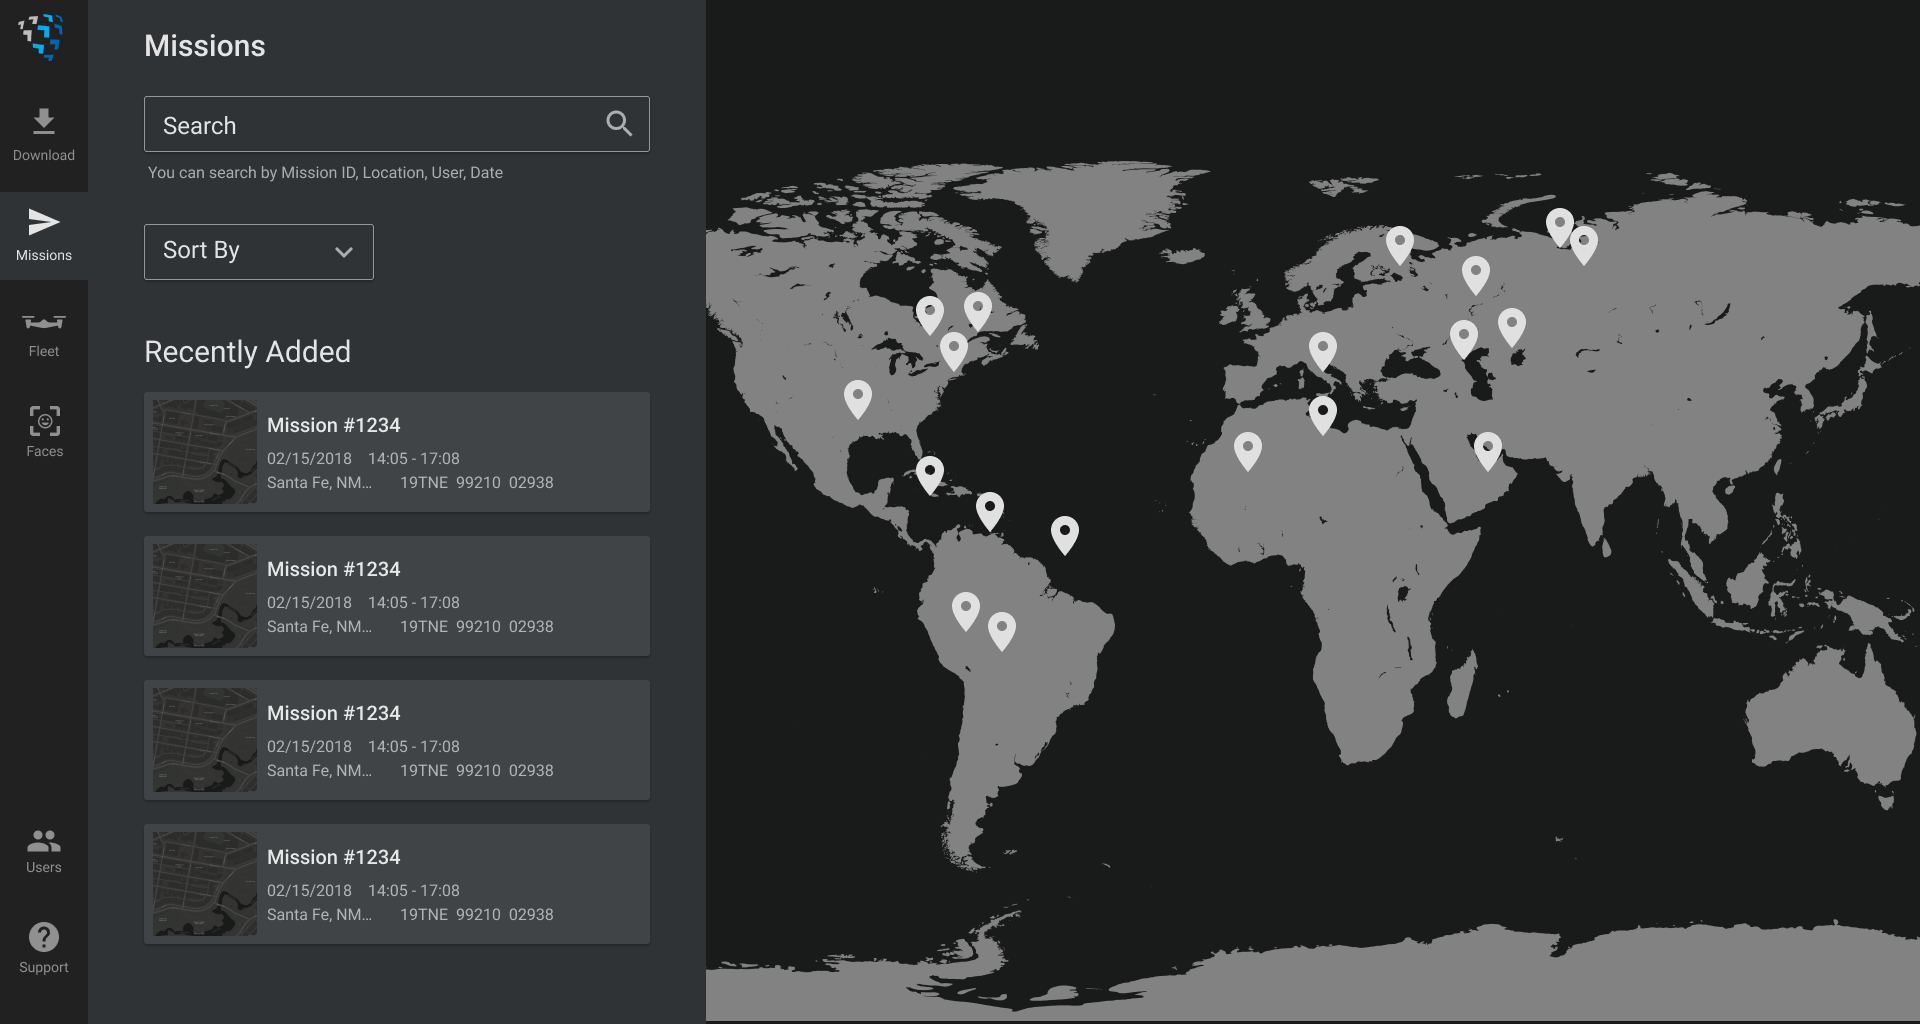 Missions
Search
You can search by Mission ID, Location, User, Date
Sort By
Recently Added
Mission #1234
02/15/2018 14:05 - 17:08
Santa Fe, NM... 19TNE 99210 02938
Mission #1234
02/15/2018 14:05 - 17:08
Santa Fe, NM... 19TNE 99210 02938
Mission #1234
02/15/2018 14:05 - 17:08
Santa Fe, NM... 19TNE 99210 02938
Mission #1234
02/15/2018 14:05 - 17:08
Santa Fe, NM... 19TNE 99210 02938
Download
Missions
Fleet
Faces
Users
Support